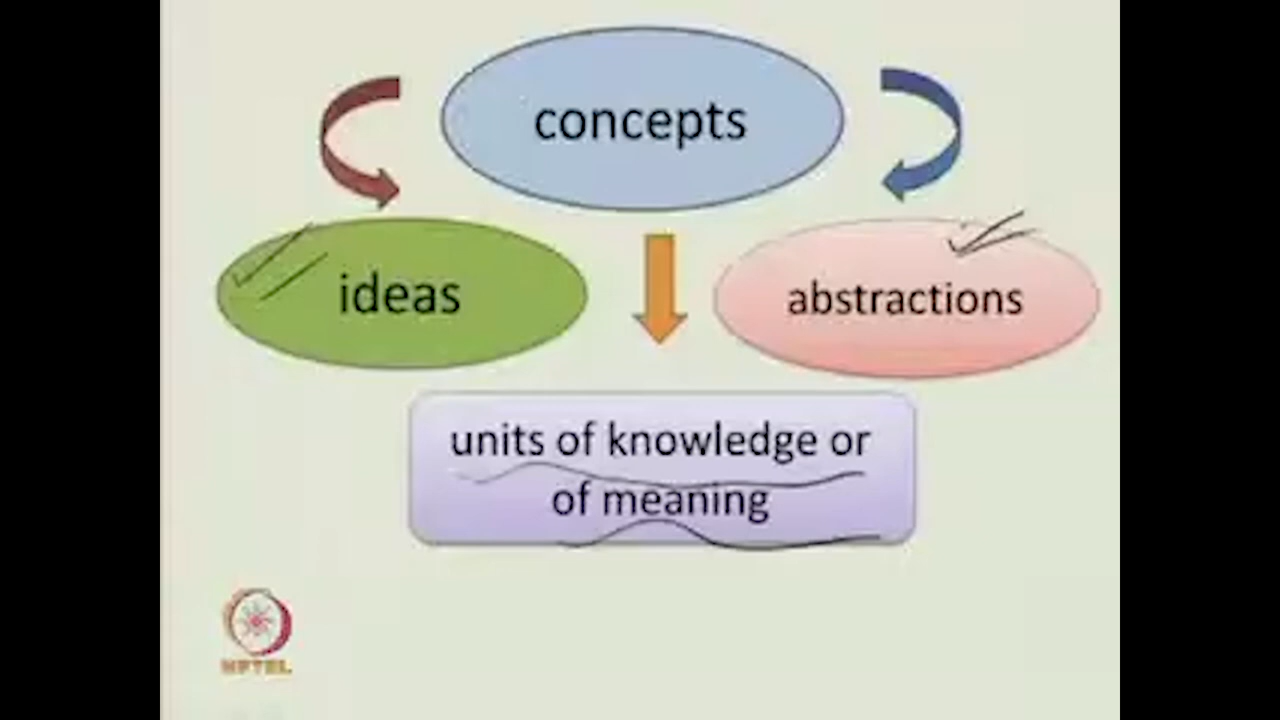 concepts
ideas
abstractions
units of knowledge or
of meaning
NPTEL